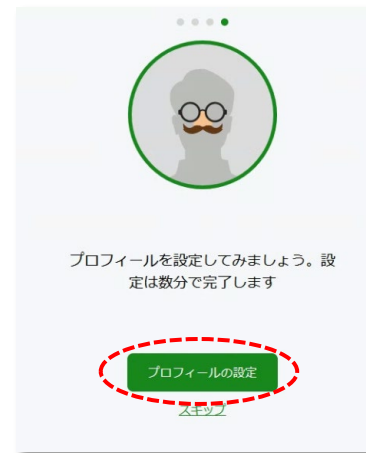 プロフィールを設定してみましょう。設
定は数分で完了します
プロフィールの設定
スキップ